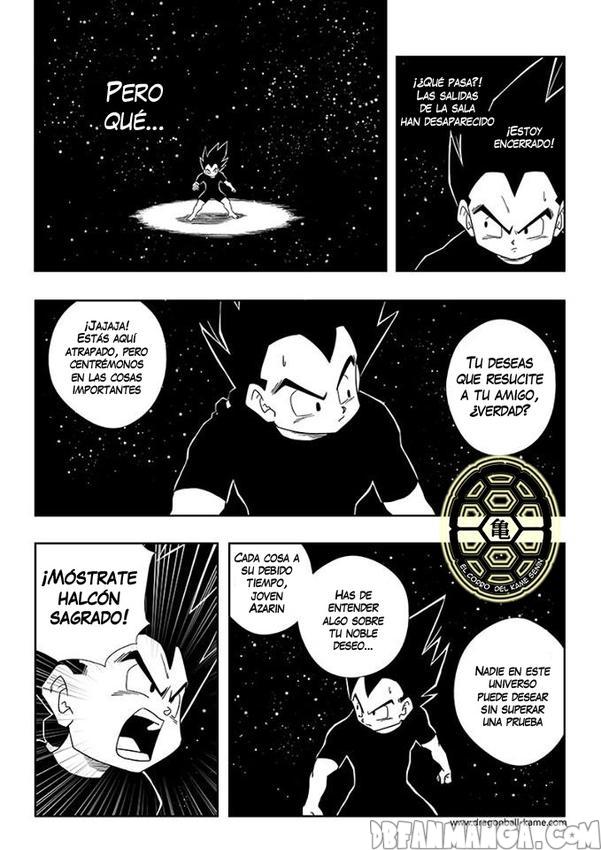 PERO
QUÉ...
¡¿QUÉ PASA?!
LAS SALIDAS
DE LA SALA
HAN DESAPARECIDO
¡ESTOY
ENCERRADO!
¡JAJAJA!
ESTÁS AQUÍ
ATRAPADO, PERO
CENTRÉMONOS
EN LAS COSAS
IMPORTANTES
TU DESEAS
QUE RESUCITE
A TU AMIGO,
¿VERDAD?
亀
EL CORRO DEL KAME SENIN
¡MÓSTRATE
HALCÓN
SAGRADO!
CADA COSA A
SU DEBIDO
TIEMPO,
JOVEN
AZARIN
HAS DE
ENTENDER
ALGO SOBRE
TU NOBLE
DESEO...
NADIE EN ESTE
UNIVERSO
PUEDE DESEAR
SIN SUPERAR
UNA PRUEBA
www.dragonball-kame.com
DBFANMANGA.COM